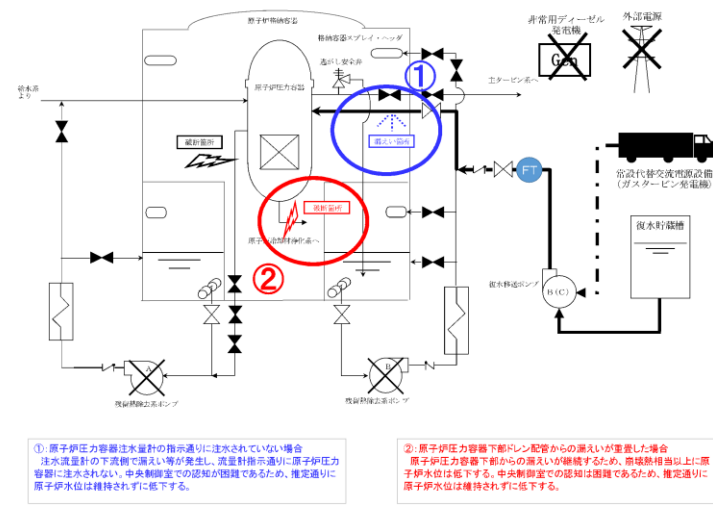 原子炉格納容器
非常用ディーゼル
発電機
外部電源
格納容器スプレイ・ヘッダ
逃がし安全弁
①
Gen
給水系
より
原子炉圧力容器
主タービン系へ
漏えい箇所
破断箇所
FT
常設代替交流電源設備
(ガスタービン発電機)
破断箇所
復水貯蔵槽
原子炉冷却材浄化系へ
②
復水移送ポンプ
B(C)
A
B
残留熱除去系ポンプ
残留熱除去系ポンプ
①:原子炉圧力容器注水量計の指示通りに注水されていない場合
注水流量計の下流側で漏えい等が発生し、流量計指示通りに原子炉圧力
容器に注水されない。中央制御室での認知が困難であるため、推定通りに
原子炉水位は維持されずに低下する。
②:原子炉圧力容器下部ドレン配管からの漏えいが重畳した場合
原子炉圧力容器下部からの漏えいが継続するため、崩壊熱相当以上に原
子炉水位は低下する。中央制御室での認知は困難であるため、推定通りに
原子炉水位は維持されずに低下する。